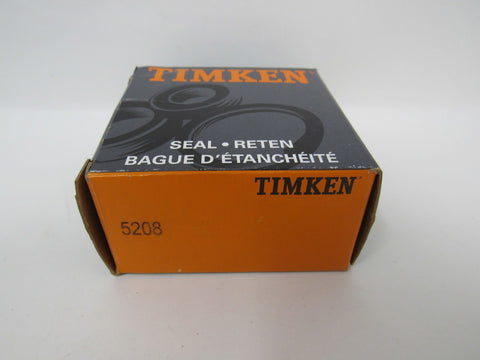 TIMKEN
SEAL • RETEN
BAGUE D'ÉTANCHÉITÉ
TIMKEN
5208